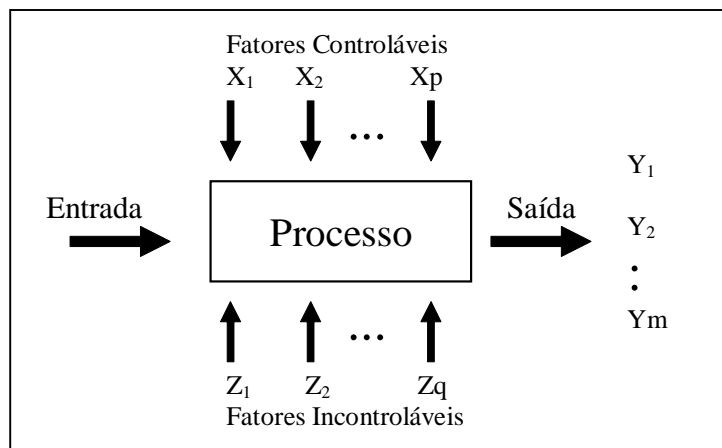 Fatores Controláveis
X₁ X₂ Xp
...
Y₁
Entrada
Processo
Saída
Y₂
:
Ym
...
Z₁ Z₂ Zq
Fatores Incontroláveis